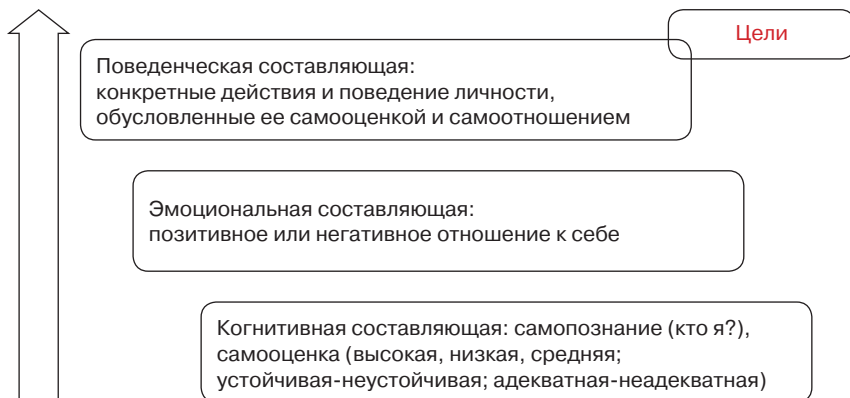 Цели
Поведенческая составляющая:
конкретные действия и поведение личности,
обусловленные ее самооценкой и самоотношением
Эмоциональная составляющая:
позитивное или негативное отношение к себе
Когнитивная составляющая: самопознание (кто я?),
самооценка (высокая, низкая, средняя;
устойчивая-неустойчивая; адекватная-неадекватная)